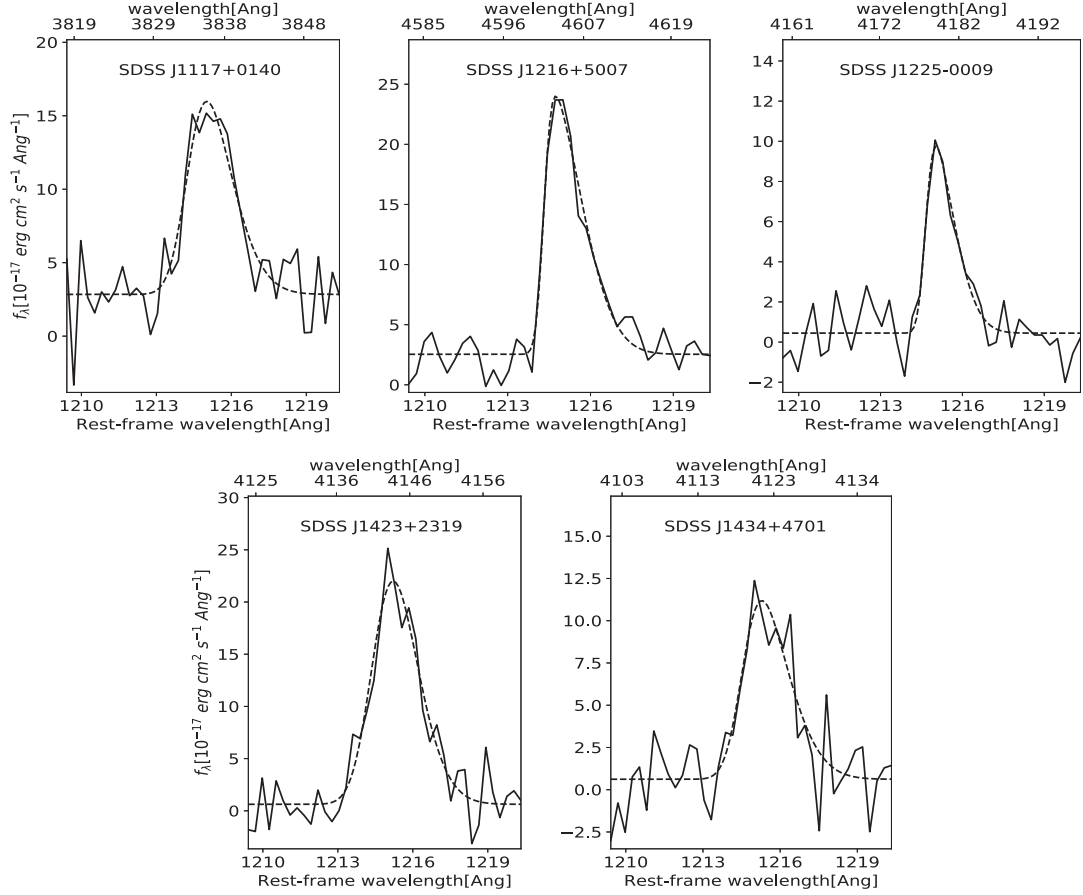 wavelength[Ang]
3819 3829 3838 3848
SDSS J1117+0140
20
15
10
5
0
f_λ[10⁻¹⁷ erg cm² s⁻¹ Ang⁻¹]
1210 1213 1216 1219
Rest-frame wavelength[Ang]
wavelength[Ang]
4585 4596 4607 4619
SDSS J1216+5007
25
20
15
10
5
0
1210 1213 1216 1219
Rest-frame wavelength[Ang]
wavelength[Ang]
4161 4172 4182 4192
SDSS J1225-0009
14
12
10
8
6
4
2
0
−2
1210 1213 1216 1219
Rest-frame wavelength[Ang]
wavelength[Ang]
4125 4136 4146 4156
SDSS J1423+2319
30
25
20
15
10
5
0
f_λ[10⁻¹⁷ erg cm² s⁻¹ Ang⁻¹]
1210 1213 1216 1219
Rest-frame wavelength[Ang]
wavelength[Ang]
4103 4113 4123 4134
SDSS J1434+4701
15.0
12.5
10.0
7.5
5.0
2.5
0.0
−2.5
1210 1213 1216 1219
Rest-frame wavelength[Ang]